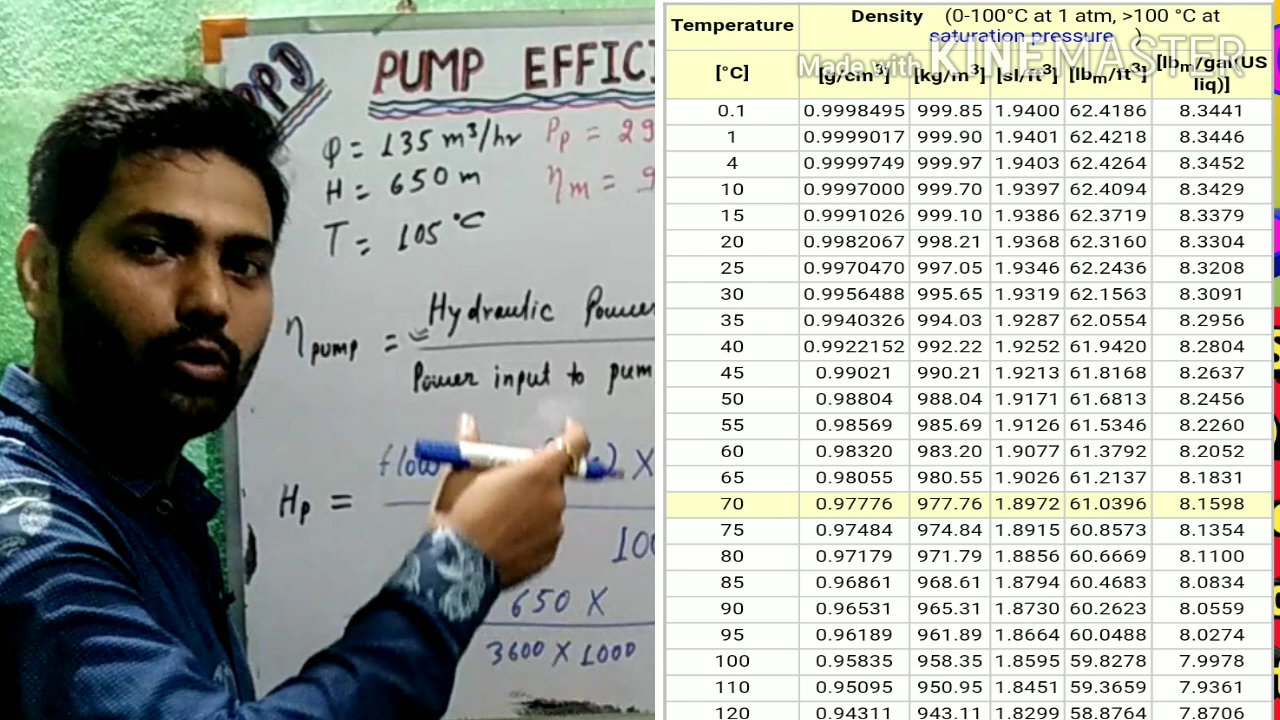 PPD
PUMP EFFICI
Q = 135 m³/hr Pp = 29
H = 650 m ηm = 9
T = 105 °C
η pump = Hydraulic Power
Power input to pum
Hp = flow ) X
100
650 X
3600 X 1000
Made with KINEMASTER
Temperature Density (0-100°C at 1 atm, >100 °C at
saturation pressure )
[°C] [g/cm³] [kg/m³] [sl/ft³] [lbm/ft³] [lbm/gal(US
liq)]
0.1 0.9998495 999.85 1.9400 62.4186 8.3441
1 0.9999017 999.90 1.9401 62.4218 8.3446
4 0.9999749 999.97 1.9403 62.4264 8.3452
10 0.9997000 999.70 1.9397 62.4094 8.3429
15 0.9991026 999.10 1.9386 62.3719 8.3379
20 0.9982067 998.21 1.9368 62.3160 8.3304
25 0.9970470 997.05 1.9346 62.2436 8.3208
30 0.9956488 995.65 1.9319 62.1563 8.3091
35 0.9940326 994.03 1.9287 62.0554 8.2956
40 0.9922152 992.22 1.9252 61.9420 8.2804
45 0.99021 990.21 1.9213 61.8168 8.2637
50 0.98804 988.04 1.9171 61.6813 8.2456
55 0.98569 985.69 1.9126 61.5346 8.2260
60 0.98320 983.20 1.9077 61.3792 8.2052
65 0.98055 980.55 1.9026 61.2137 8.1831
70 0.97776 977.76 1.8972 61.0396 8.1598
75 0.97484 974.84 1.8915 60.8573 8.1354
80 0.97179 971.79 1.8856 60.6669 8.1100
85 0.96861 968.61 1.8794 60.4683 8.0834
90 0.96531 965.31 1.8730 60.2623 8.0559
95 0.96189 961.89 1.8664 60.0488 8.0274
100 0.95835 958.35 1.8595 59.8278 7.9978
110 0.95095 950.95 1.8451 59.3659 7.9361
120 0.94311 943.11 1.8299 58.8764 7.8706